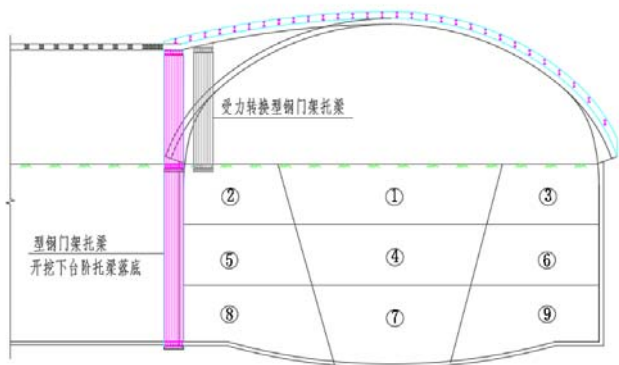 受力转换型钢门架托梁
② ① ③
型钢门架托梁
开挖下台阶托梁落底
⑤ ④ ⑥
⑧ ⑦ ⑨